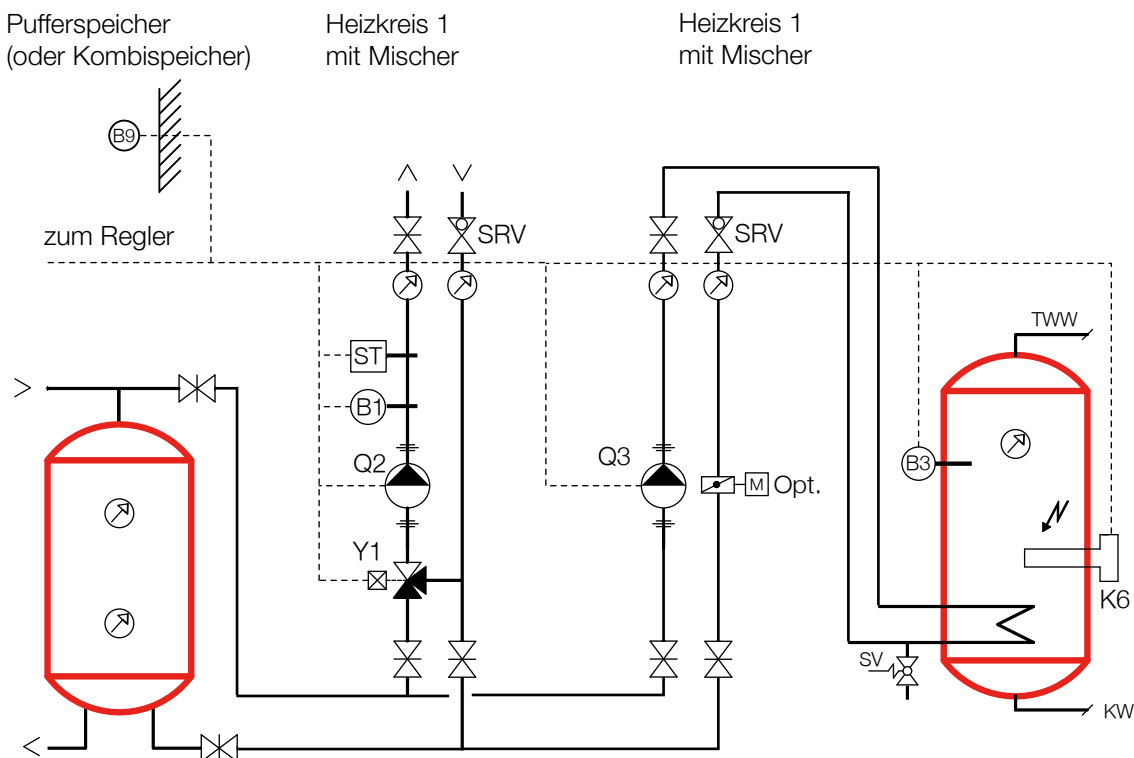 Pufferspeicher
(oder Kombispeicher)
Heizkreis 1
mit Mischer
Heizkreis 1
mit Mischer
B9
zum Regler
SRV
SRV
TWW
ST
B1
Q2
Q3
B3
M
Opt.
Y1
K6
SV
KW